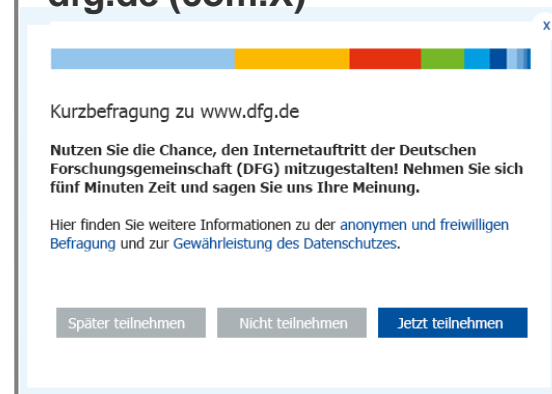 dfg.de (com.X)
x
Kurzbefragung zu www.dfg.de
Nutzen Sie die Chance, den Internetauftritt der Deutschen
Forschungsgemeinschaft (DFG) mitzugestalten! Nehmen Sie sich
fünf Minuten Zeit und sagen Sie uns Ihre Meinung.
Hier finden Sie weitere Informationen zu der anonymen und freiwilligen
Befragung und zur Gewährleistung des Datenschutzes.
Später teilnehmen Nicht teilnehmen Jetzt teilnehmen